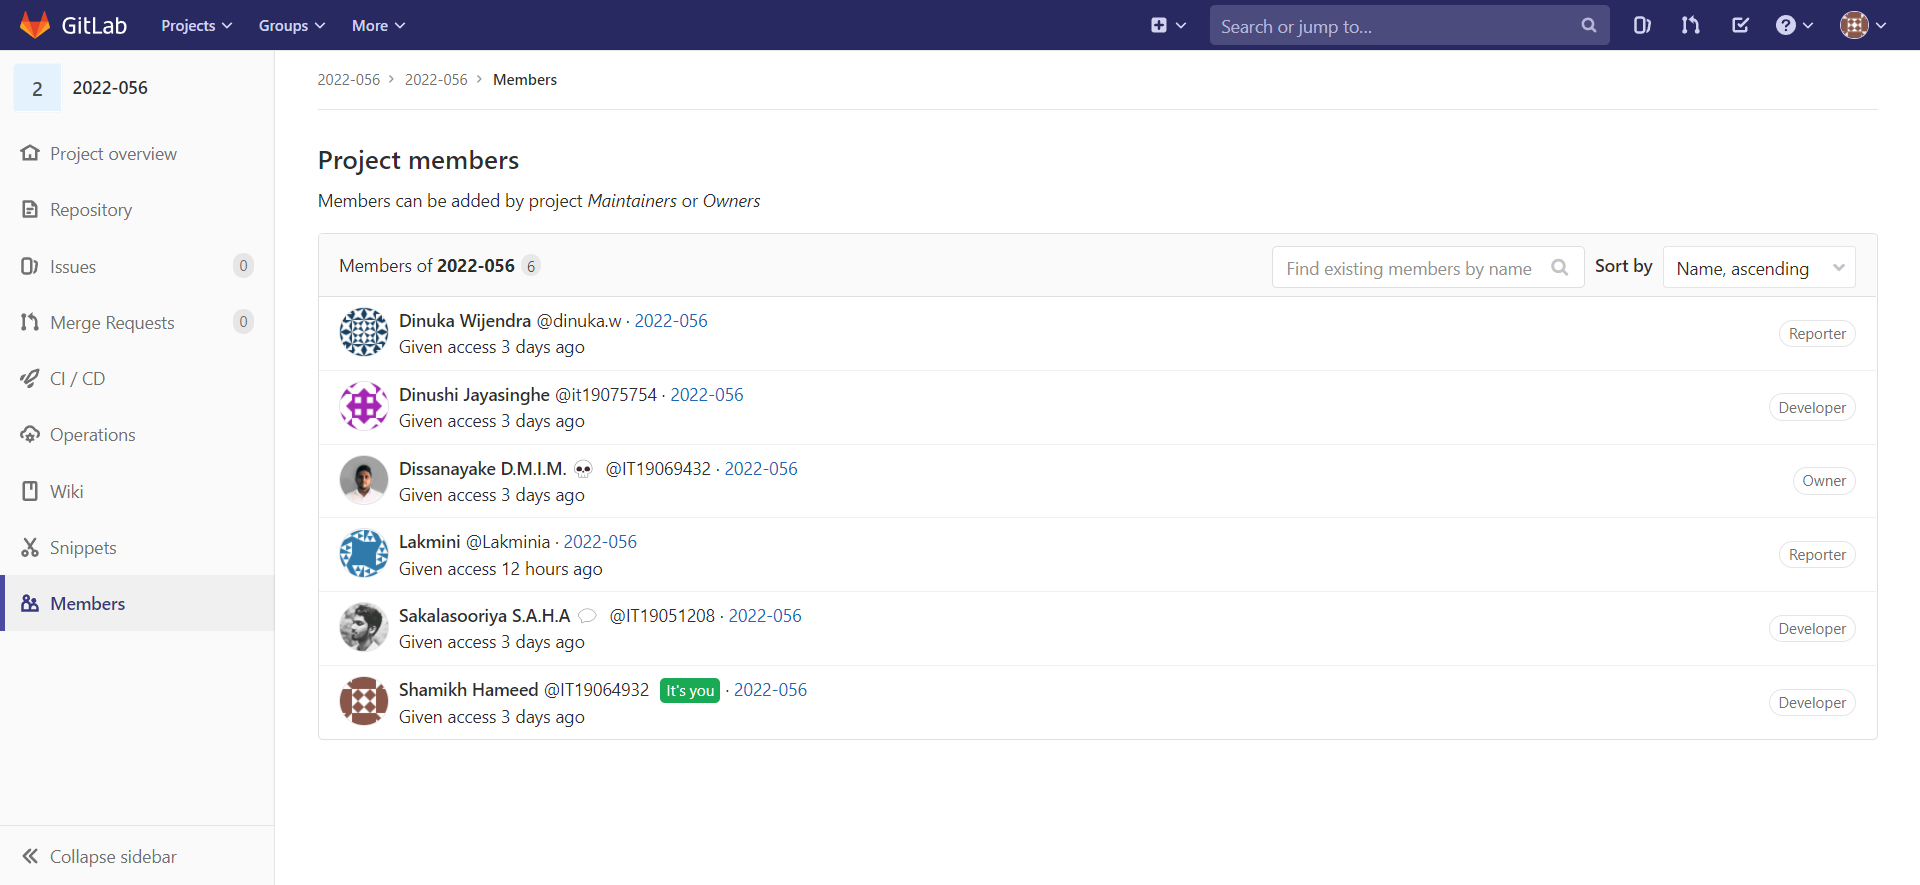 GitLab Projects Groups More Search or jump to...
2 2022-056
Project overview
Repository
Issues 0
Merge Requests 0
CI / CD
Operations
Wiki
Snippets
Members
Collapse sidebar
2022-056 › 2022-056 › Members
Project members
Members can be added by project Maintainers or Owners
Members of 2022-056 6 Find existing members by name Sort by Name, ascending
Dinuka Wijendra @dinuka.w · 2022-056 Reporter
Given access 3 days ago
Dinushi Jayasinghe @it19075754 · 2022-056 Developer
Given access 3 days ago
Dissanayake D.M.I.M. 💀 @IT19069432 · 2022-056 Owner
Given access 3 days ago
Lakmini @Lakminia · 2022-056 Reporter
Given access 12 hours ago
Sakalasooriya S.A.H.A 💬 @IT19051208 · 2022-056 Developer
Given access 3 days ago
Shamikh Hameed @IT19064932 It's you · 2022-056 Developer
Given access 3 days ago